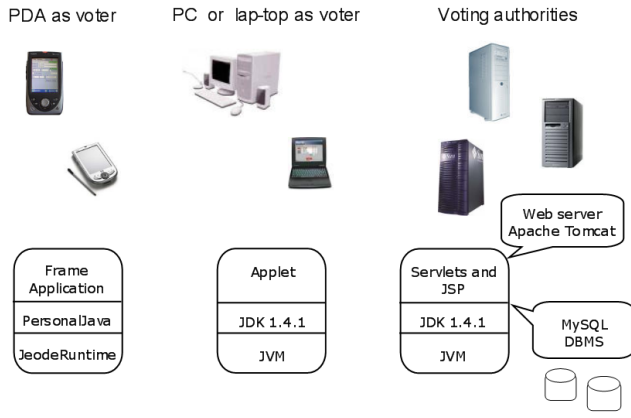 PDA as voter
PC or lap-top as voter
Voting authorities
Web server
Apache Tomcat
Frame
Application
PersonalJava
JeodeRuntime
Applet
JDK 1.4.1
JVM
Servlets and
JSP
JDK 1.4.1
JVM
MySQL
DBMS